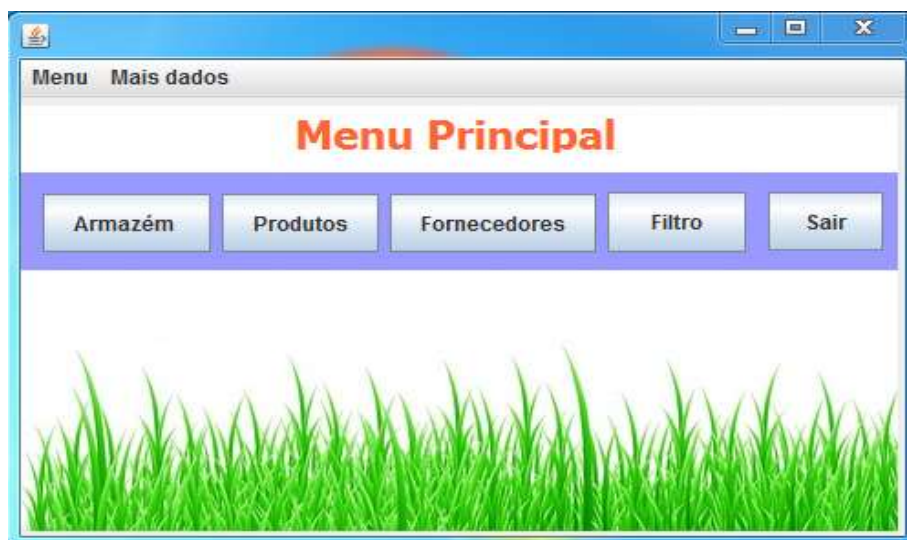 Menu Mais dados
Menu Principal
Armazém Produtos Fornecedores Filtro Sair